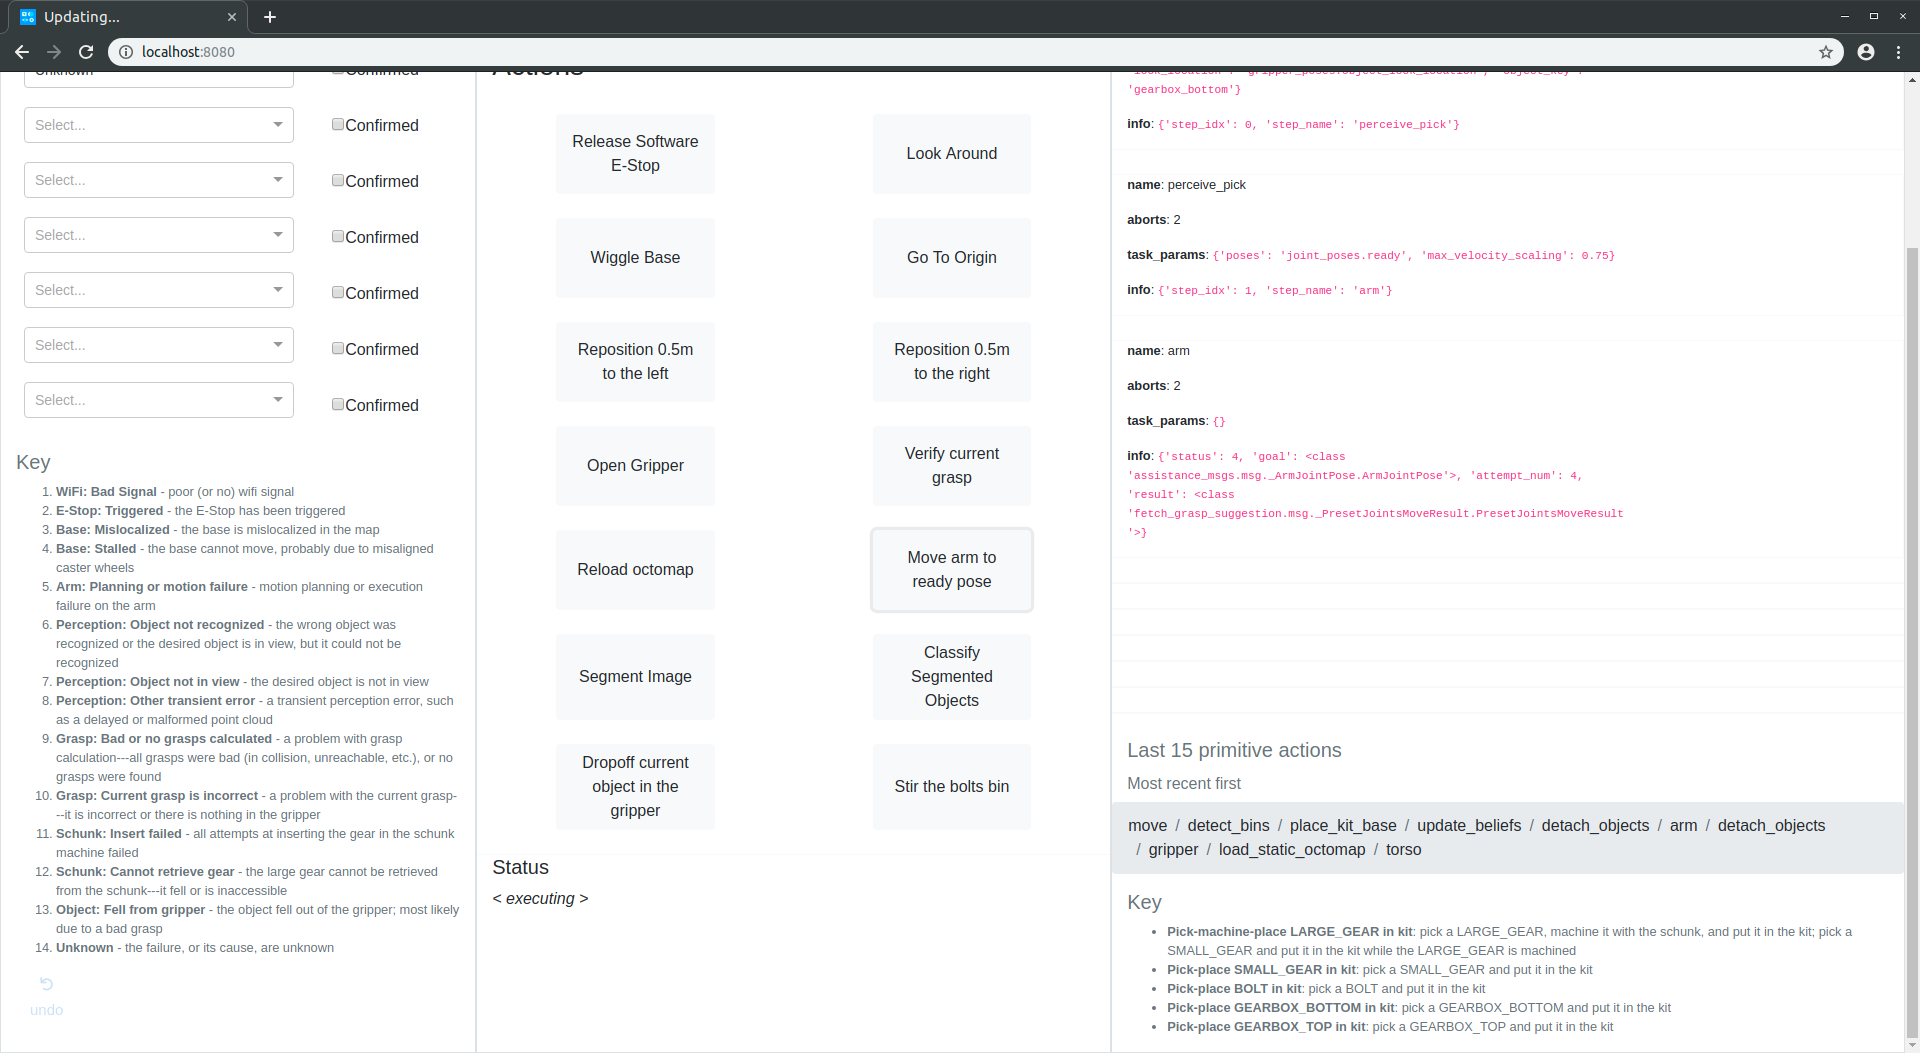 Updating...
localhost:8080
Unknown
Confirmed
Select...
Confirmed
Select...
Confirmed
Select...
Confirmed
Select...
Confirmed
Select...
Confirmed
Select...
Confirmed
Key
1. WiFi: Bad Signal - poor (or no) wifi signal
2. E-Stop: Triggered - the E-Stop has been triggered
3. Base: Mislocalized - the base is mislocalized in the map
4. Base: Stalled - the base cannot move, probably due to misaligned
caster wheels
5. Arm: Planning or motion failure - motion planning or execution
failure on the arm
6. Perception: Object not recognized - the wrong object was
recognized or the desired object is in view, but it could not be
recognized
7. Perception: Object not in view - the desired object is not in view
8. Perception: Other transient error - a transient perception error, such
as a delayed or malformed point cloud
9. Grasp: Bad or no grasps calculated - a problem with grasp
calculation---all grasps were bad (in collision, unreachable, etc.), or no
grasps were found
10. Grasp: Current grasp is incorrect - a problem with the current grasp-
--it is incorrect or there is nothing in the gripper
11. Schunk: Insert failed - all attempts at inserting the gear in the schunk
machine failed
12. Schunk: Cannot retrieve gear - the large gear cannot be retrieved
from the schunk---it fell or is inaccessible
13. Object: Fell from gripper - the object fell out of the gripper; most likely
due to a bad grasp
14. Unknown - the failure, or its cause, are unknown
undo
Actions
Release Software
E-Stop
Look Around
Wiggle Base
Go To Origin
Reposition 0.5m
to the left
Reposition 0.5m
to the right
Open Gripper
Verify current
grasp
Reload octomap
Move arm to
ready pose
Segment Image
Classify
Segmented
Objects
Dropoff current
object in the
gripper
Stir the bolts bin
Status
< executing >
'look_location': 'gripper_poses.object_look_location', 'object_key':
'gearbox_bottom'}
info: {'step_idx': 0, 'step_name': 'perceive_pick'}
name: perceive_pick
aborts: 2
task_params: {'poses': 'joint_poses.ready', 'max_velocity_scaling': 0.75}
info: {'step_idx': 1, 'step_name': 'arm'}
name: arm
aborts: 2
task_params: {}
info: {'status': 4, 'goal': <class
'assistance_msgs.msg._ArmJointPose.ArmJointPose'>, 'attempt_num': 4,
'result': <class
'fetch_grasp_suggestion.msg._PresetJointsMoveResult.PresetJointsMoveResult
'>}
Last 15 primitive actions
Most recent first
move / detect_bins / place_kit_base / update_beliefs / detach_objects / arm / detach_objects
/ gripper / load_static_octomap / torso
Key
• Pick-machine-place LARGE_GEAR in kit: pick a LARGE_GEAR, machine it with the schunk, and put it in the kit; pick a
SMALL_GEAR and put it in the kit while the LARGE_GEAR is machined
• Pick-place SMALL_GEAR in kit: pick a SMALL_GEAR and put it in the kit
• Pick-place BOLT in kit: pick a BOLT and put it in the kit
• Pick-place GEARBOX_BOTTOM in kit: pick a GEARBOX_BOTTOM and put it in the kit
• Pick-place GEARBOX_TOP in kit: pick a GEARBOX_TOP and put it in the kit